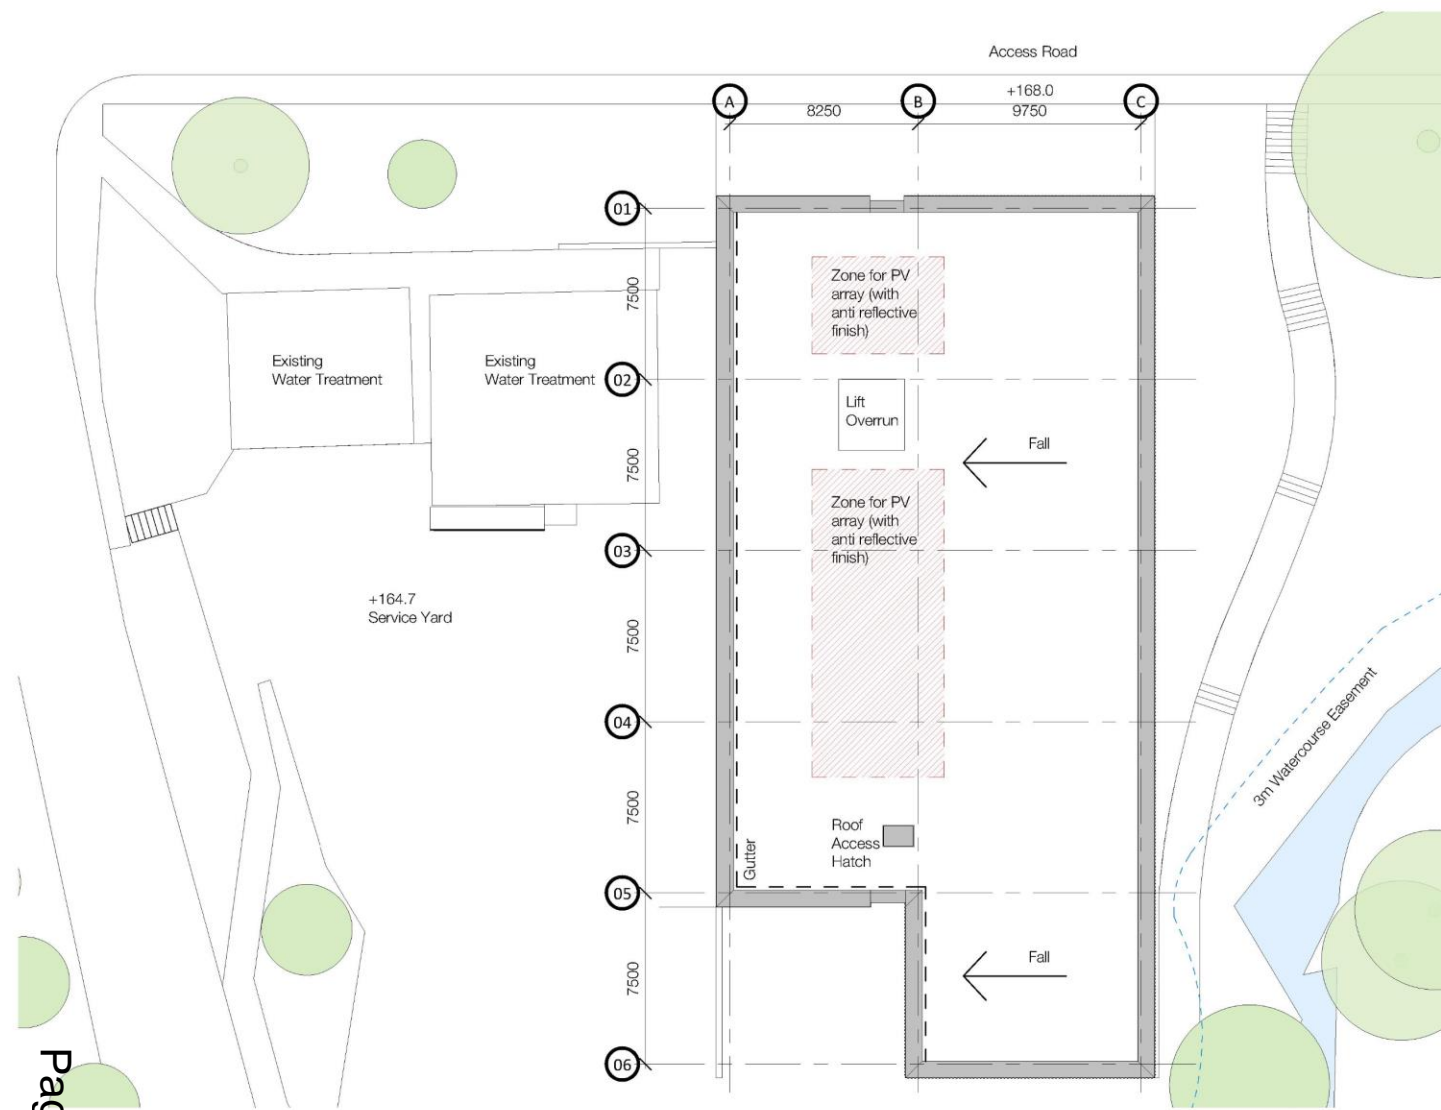 Access Road
+168.0
A
B
C
8250
9750
01
Zone for PV
array (with
anti reflective
finish)
7500
Existing
Water Treatment
Existing
Water Treatment
02
Lift
Overrun
Fall
7500
Zone for PV
array (with
anti reflective
finish)
03
+164.7
Service Yard
7500
3m Watercourse Easement
04
7500
Roof
Access
Hatch
Gutter
05
Fall
7500
06